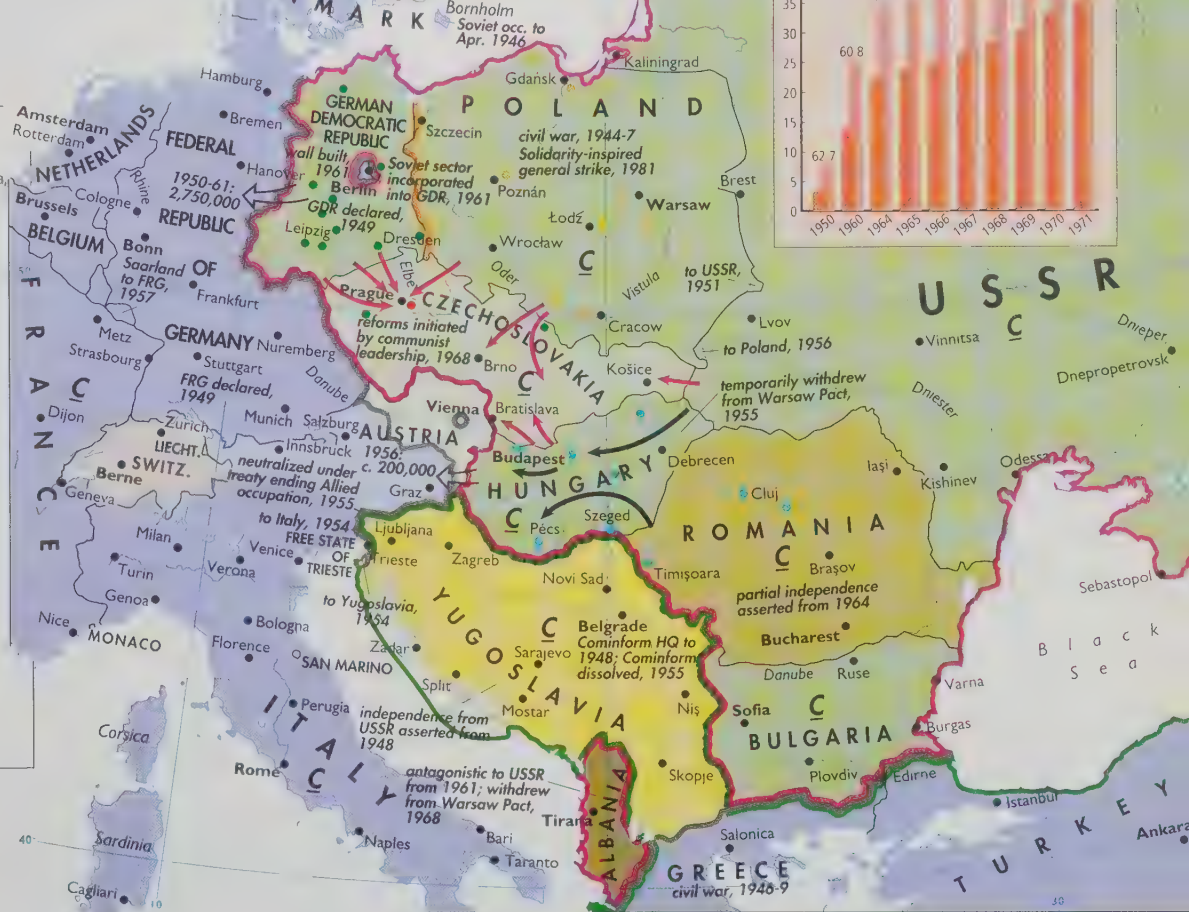 MARK
Bornholm
Soviet occ. to
Apr. 1946
35
30
25
20
15
10
5
0
60 8
62 7
1950
1960
1964
1965
1966
1967
1968
1969
1970
1971
Hamburg
Bremen
Amsterdam
Rotterdam
NETHERLANDS
FEDERAL
Hanover
1950-61:
2,750,000
Rhine
Cologne
Brussels
REPUBLIC
BELGIUM
Bonn
Saarland
to FRG,
1957
OF
Frankfurt
GERMANY
Nuremberg
Metz
Strasbourg
Stuttgart
FRG declared,
1949
Danube
Munich
Salzburg
FRANCE
C
Dijon
Zürich
LIECHT.
Innsbruck
SWITZ.
Berne
Geneva
GERMAN
DEMOCRATIC
REPUBLIC
wall built,
1961
Berlin
Soviet sector
incorporated
into GDR, 1961
GDR declared,
1949
Leipzig
Dresden
Elbe
Gdańsk
Kaliningrad
POLAND
Szczecin
civil war, 1944-7
Solidarity-inspired
general strike, 1981
Poznán
Brest
Warsaw
Łodź
Wrocław
C
Oder
Vistula
to USSR,
1951
Cracow
Prague
CZECHOSLOVAKIA
reforms initiated
by communist
leadership, 1968
Brno
C
Košice
Bratislava
Lvov
to Poland, 1956
temporarily withdrew
from Warsaw Pact,
1955
USSR
C
Vinnitsa
Dnieper
Dnepropetrovsk
Dniester
Vienna
AUSTRIA
1956:
c. 200,000
neutralized under
treaty ending Allied
occupation, 1955
Graz
Budapest
HUNGARY
Debrecen
C
Pécs
Szeged
Iaşi
Kishinev
Odessa
Cluj
ROMANIA
C
Braşov
Timişoara
partial independence
asserted from 1964
Bucharest
Sebastopol
Black
Sea
to Italy, 1954
FREE STATE
OF
TRIESTE
Ljubljana
Trieste
Zagreb
Milan
Venice
Verona
Turin
Genoa
Nice
MONACO
Bologna
Florence
SAN MARINO
to Yugoslavia,
1954
Zadar
Novi Sad
YUGOSLAVIA
C
Belgrade
Cominform HQ to
1948; Cominform
dissolved, 1955
Sarajevo
Split
Mostar
Niş
independence from
USSR asserted from
1948
Skopje
Danube
Ruse
Varna
Sofia
C
BULGARIA
Burgas
Plovdiv
Edirne
Istanbul
TURKEY
Ankara
Corsica
Perugia
ITALY
Rome
C
antagonistic to USSR
from 1961; withdrew
from Warsaw Pact,
1968
Tirana
ALBANIA
Naples
Bari
Taranto
Sardinia
Cagliari
40
10
Salonica
GREECE
civil war, 1946-9
30